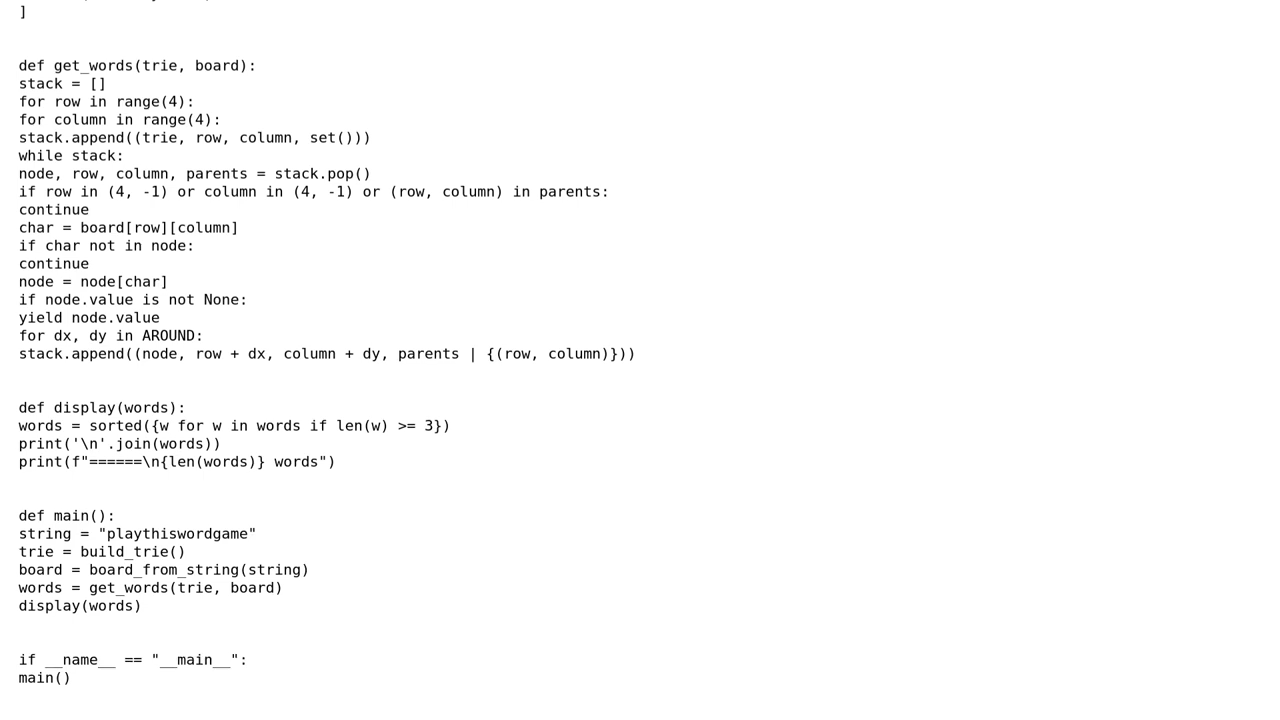 ]
def get_words(trie, board):
stack = []
for row in range(4):
for column in range(4):
stack.append((trie, row, column, set()))
while stack:
node, row, column, parents = stack.pop()
if row in (4, -1) or column in (4, -1) or (row, column) in parents:
continue
char = board[row][column]
if char not in node:
continue
node = node[char]
if node.value is not None:
yield node.value
for dx, dy in AROUND:
stack.append((node, row + dx, column + dy, parents | {(row, column)}))
def display(words):
words = sorted({w for w in words if len(w) >= 3})
print('\n'.join(words))
print(f"======\n{len(words)} words")
def main():
string = "playthiswordgame"
trie = build_trie()
board = board_from_string(string)
words = get_words(trie, board)
display(words)
if __name__ == "__main__":
main()